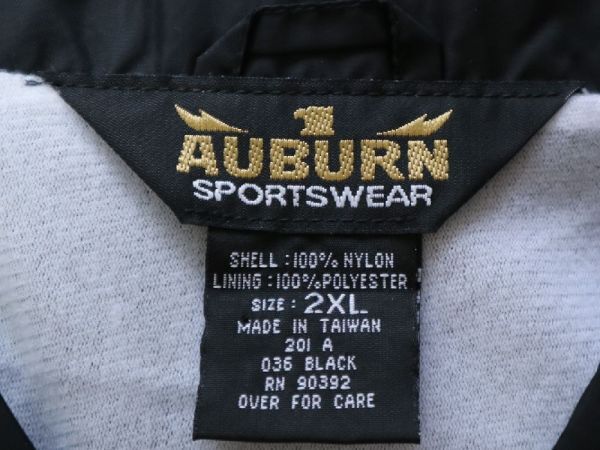 1
AUBURN
SPORTSWEAR
SHELL : 100% NYLON
LINING : 100% POLYESTER
SIZE : 2XL
MADE IN TAIWAN
201 A
036 BLACK
RN 90392
OVER FOR CARE